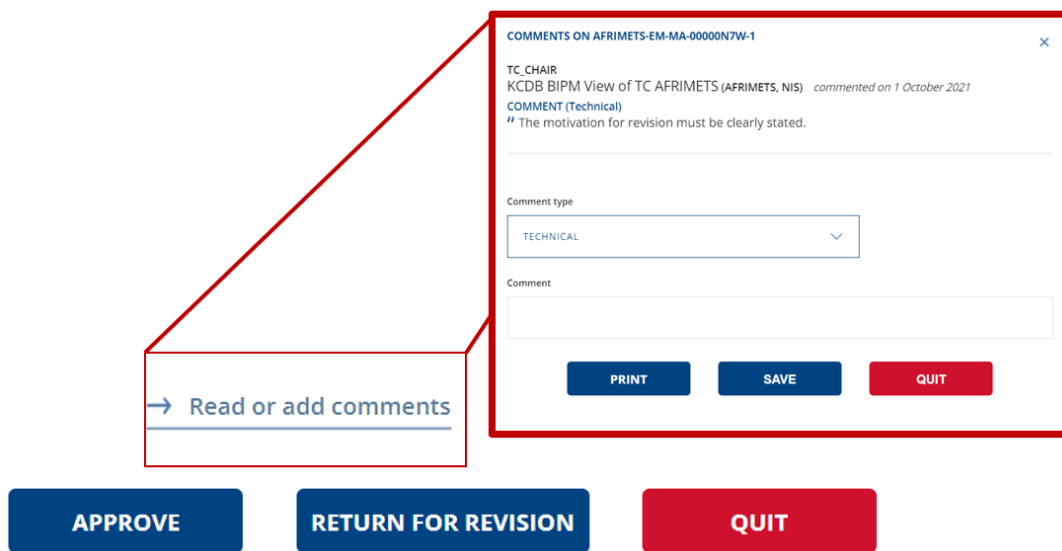 COMMENTS ON AFRIMETS-EM-MA-00000N7W-1
×
TC_CHAIR
KCDB BIPM View of TC AFRIMETS (AFRIMETS, NIS) commented on 1 October 2021
COMMENT (Technical)
“ The motivation for revision must be clearly stated.
Comment type
TECHNICAL
Comment
PRINT SAVE QUIT
→ Read or add comments
APPROVE RETURN FOR REVISION QUIT